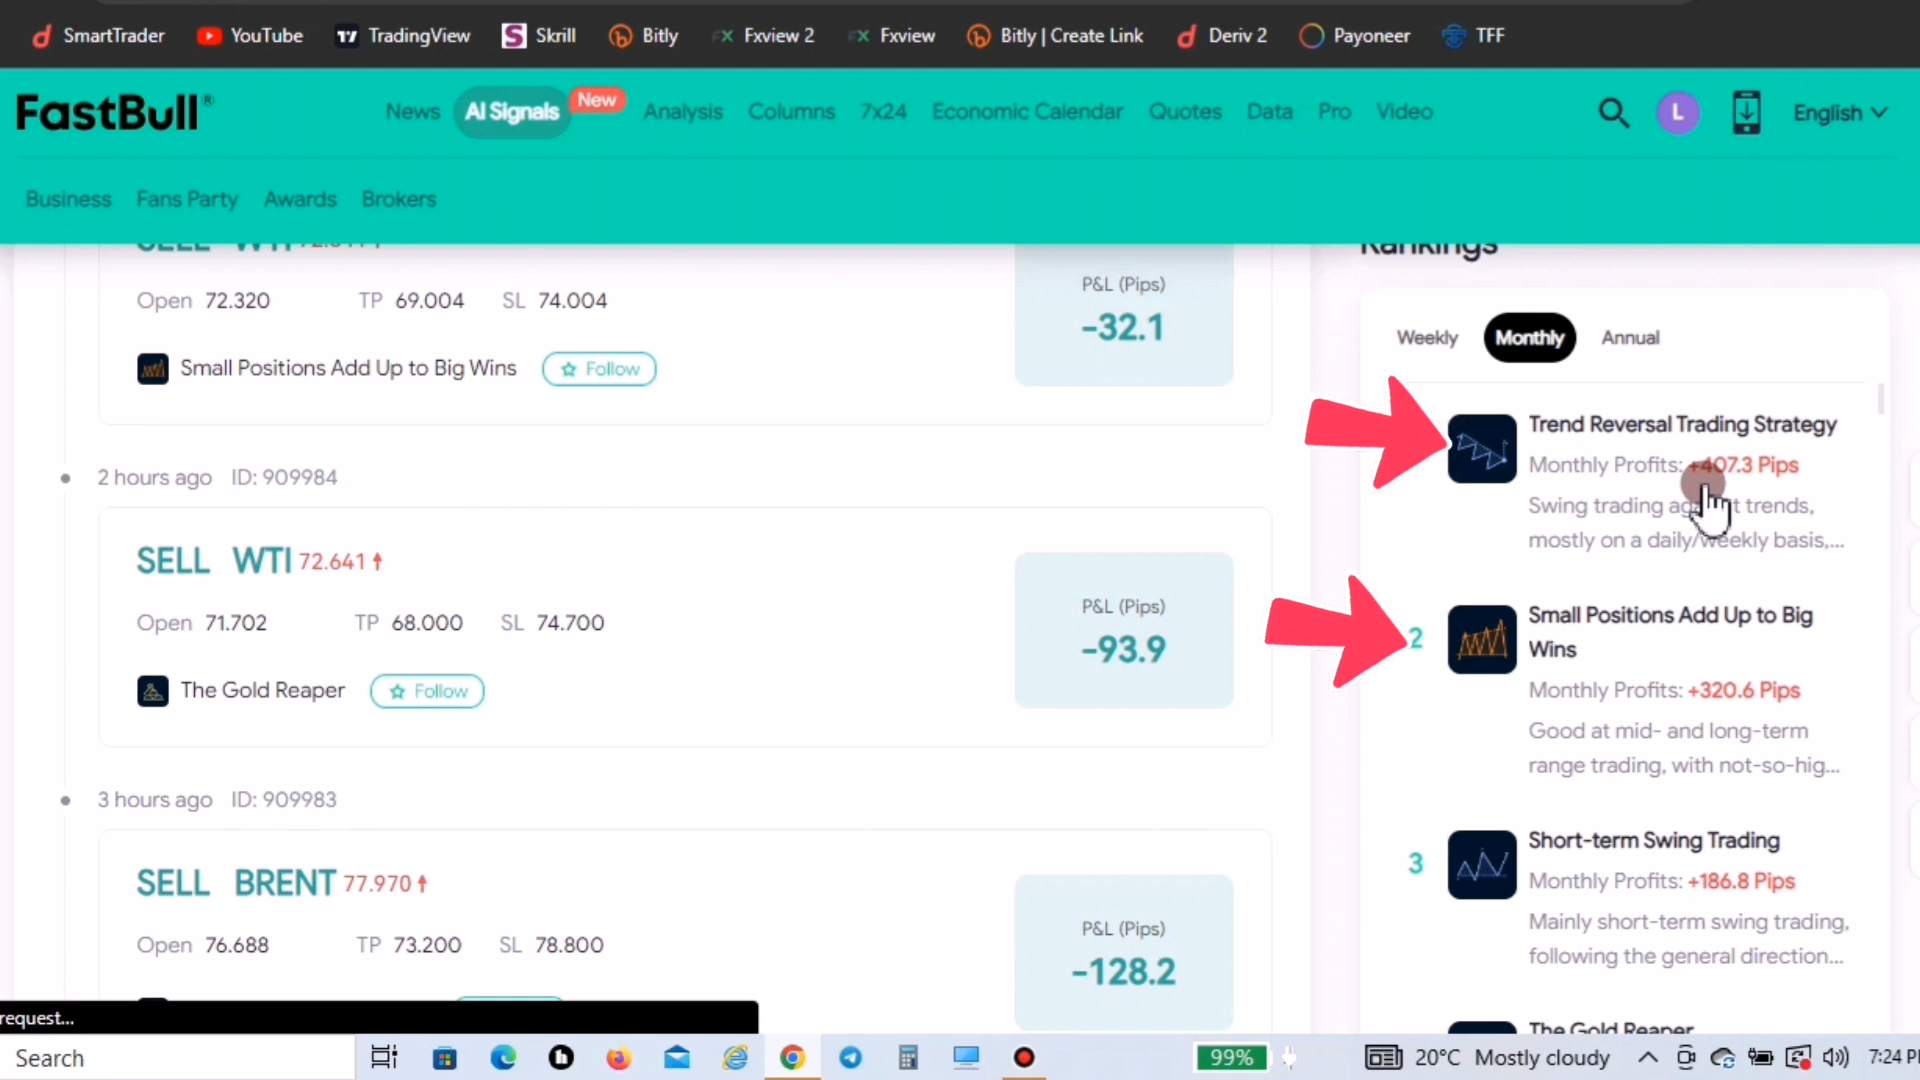 SmartTrader YouTube TradingView Skrill Bitly Fxview 2 Fxview Bitly | Create Link Deriv 2 Payoneer TFF
FastBull® News AI Signals New Analysis Columns 7x24 Economic Calendar Quotes Data Pro Video L English
Business Fans Party Awards Brokers
SELL WTI
Open 72.320 TP 69.004 SL 74.004
P&L (Pips)
-32.1
Small Positions Add Up to Big Wins Follow
2 hours ago ID: 909984
SELL WTI 72.641
Open 71.702 TP 68.000 SL 74.700
P&L (Pips)
-93.9
The Gold Reaper Follow
3 hours ago ID: 909983
SELL BRENT 77.970
Open 76.688 TP 73.200 SL 78.800
P&L (Pips)
-128.2
Rankings
Weekly Monthly Annual
Trend Reversal Trading Strategy
Monthly Profits: +407.3 Pips
Swing trading against trends,
mostly on a daily/weekly basis,...
2
Small Positions Add Up to Big
Wins
Monthly Profits: +320.6 Pips
Good at mid- and long-term
range trading, with not-so-hig...
3
Short-term Swing Trading
Monthly Profits: +186.8 Pips
Mainly short-term swing trading,
following the general direction...
The Gold Reaper
request...
Search 99% 20°C Mostly cloudy 7:24 P